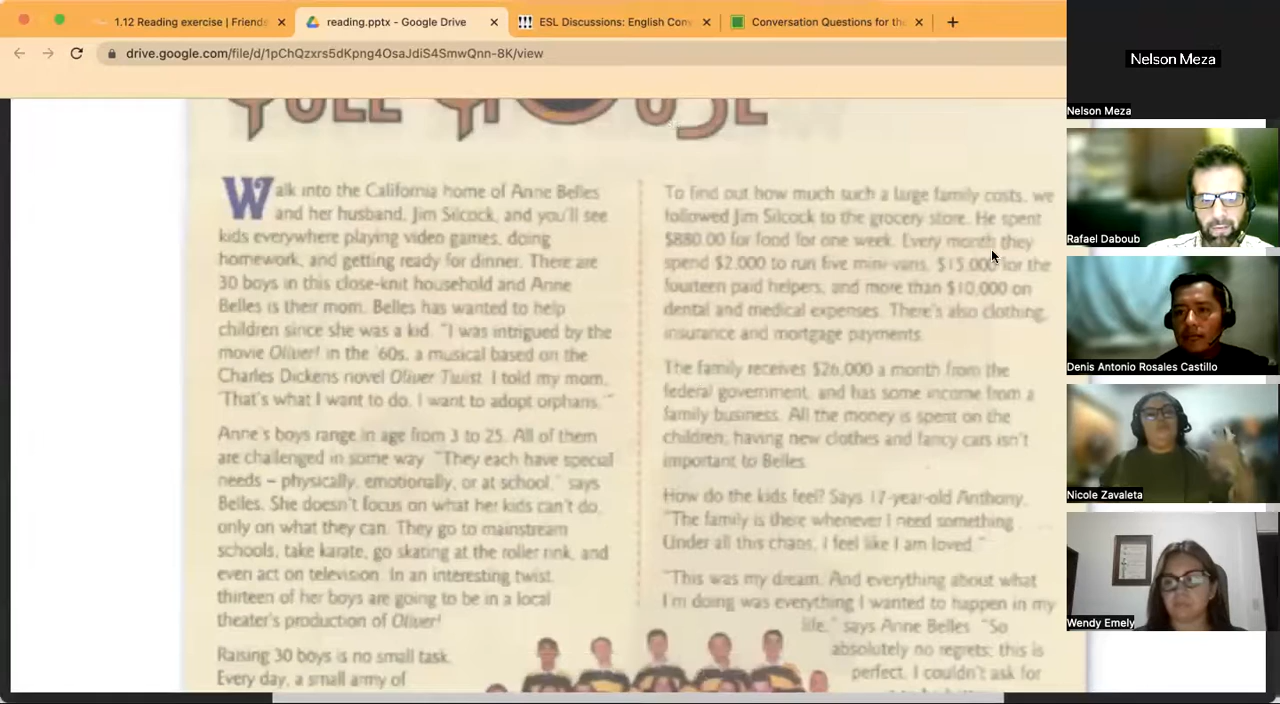 1.12 Reading exercise | Friends
reading.pptx - Google Drive
ESL Discussions: English Con
Conversation Questions for th
drive.google.com/file/d/1pChQzxrs5dKpng4OsaJdiS4SmwQnn-8K/view
FULL HOUSE
Walk into the California home of Anne Belles
and her husband, Jim Silcock, and you'll see
kids everywhere playing video games, doing
homework, and getting ready for dinner. There are
30 boys in this close-knit household and Anne
Belles is their mom. Belles has wanted to help
children since she was a kid. "I was intrigued by the
movie Oliver! in the '60s, a musical based on the
Charles Dickens novel Oliver Twist. I told my mom,
'That's what I want to do. I want to adopt orphans.'"
Anne's boys range in age from 3 to 25. All of them
are challenged in some way. "They each have special
needs – physically, emotionally, or at school," says
Belles. She doesn't focus on what her kids can't do,
only on what they can. They go to mainstream
schools, take karate, go skating at the roller rink, and
even act on television. In an interesting twist,
thirteen of her boys are going to be in a local
theater's production of Oliver!
Raising 30 boys is no small task.
Every day, a small army of
To find out how much such a large family costs, we
followed Jim Silcock to the grocery store. He spent
$880.00 for food for one week. Every month they
spend $2,000 to run five mini-vans, $15,000 for the
fourteen paid helpers, and more than $10,000 on
dental and medical expenses. There's also clothing,
insurance and mortgage payments.
The family receives $26,000 a month from the
federal government, and has some income from a
family business. All the money is spent on the
children; having new clothes and fancy cars isn't
important to Belles.
How do the kids feel? Says 17-year-old Anthony,
"The family is there whenever I need something.
Under all this chaos, I feel like I am loved."
"This was my dream. And everything about what
I'm doing was everything I wanted to happen in my
life," says Anne Belles. "So
absolutely no regrets; this is
perfect. I couldn't ask for
Nelson Meza
Nelson Meza
Rafael Daboub
Denis Antonio Rosales Castillo
Nicole Zavaleta
Wendy Emely